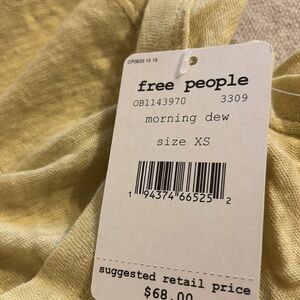 CP0833 15 16
free people
OB1143970 3309
morning dew
size XS
1 94374 66525 2
suggested retail price
$68.00